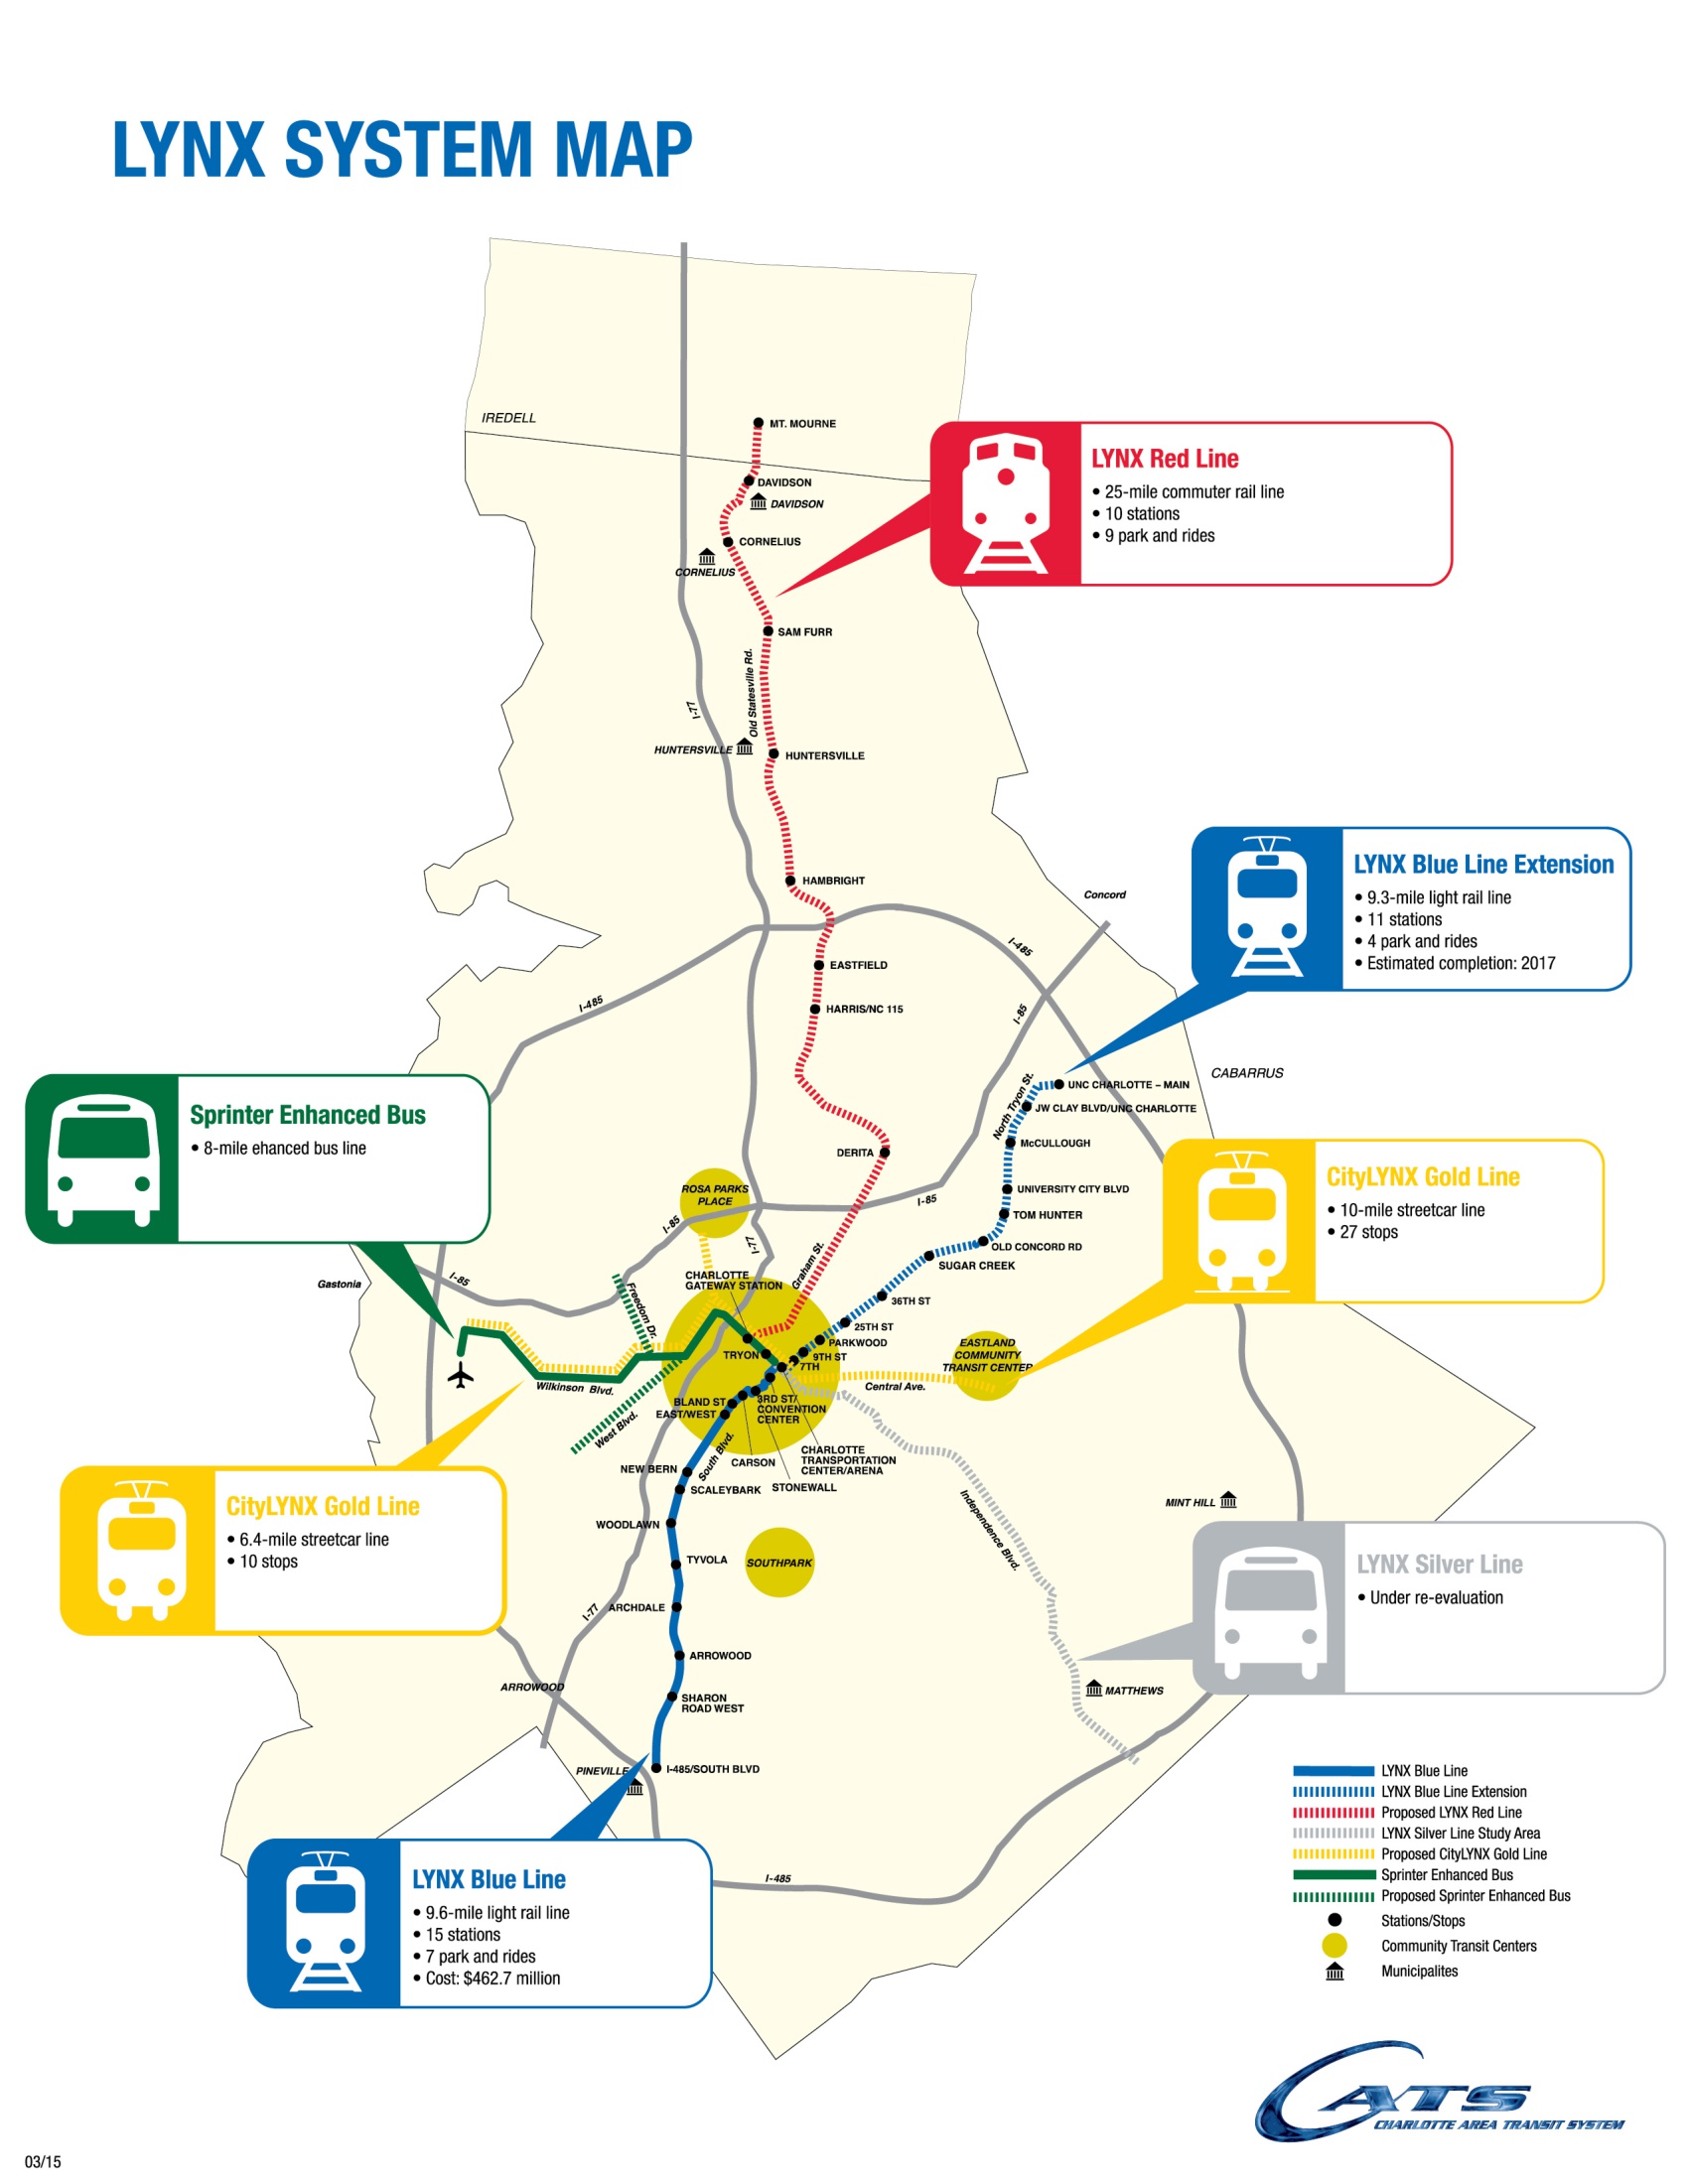 LYNX SYSTEM MAP
IREDELL
MT. MOURNE
DAVIDSON
DAVIDSON
CORNELIUS
CORNELIUS
LYNX Red Line
• 25-mile commuter rail line
• 10 stations
• 9 park and rides
SAM FURR
Old Statesville Rd.
I-77
HUNTERSVILLE
HUNTERSVILLE
HAMBRIGHT
LYNX Blue Line Extension
• 9.3-mile light rail line
• 11 stations
• 4 park and rides
• Estimated completion: 2017
Concord
I-485
EASTFIELD
I-485
HARRIS/NC 115
I-85
CABARRUS
UNC CHARLOTTE – MAIN
North Tryon St.
JW CLAY BLVD/UNC CHARLOTTE
McCULLOUGH
Sprinter Enhanced Bus
• 8-mile ehanced bus line
DERITA
ROSA PARKS
PLACE
UNIVERSITY CITY BLVD
I-85
TOM HUNTER
CityLYNX Gold Line
• 10-mile streetcar line
• 27 stops
I-85
I-77
OLD CONCORD RD
SUGAR CREEK
Graham St.
Gastonia
I-85
CHARLOTTE
GATEWAY STATION
Freedom Dr.
36TH ST
25TH ST
PARKWOOD
9TH ST
7TH
TRYON
EASTLAND
COMMUNITY
TRANSIT CENTER
Central Ave.
Wilkinson Blvd.
West Blvd.
BLAND ST
EAST/WEST
3RD ST/
CONVENTION
CENTER
South Blvd.
CHARLOTTE
TRANSPORTATION
CENTER/ARENA
CARSON
STONEWALL
NEW BERN
SCALEYBARK
WOODLAWN
TYVOLA
SOUTHPARK
Independence Blvd.
MINT HILL
CityLYNX Gold Line
• 6.4-mile streetcar line
• 10 stops
LYNX Silver Line
• Under re-evaluation
I-77
ARCHDALE
ARROWOOD
ARROWOOD
SHARON
ROAD WEST
MATTHEWS
PINEVILLE
I-485/SOUTH BLVD
LYNX Blue Line
• 9.6-mile light rail line
• 15 stations
• 7 park and rides
• Cost: $462.7 million
I-485
LYNX Blue Line
LYNX Blue Line Extension
Proposed LYNX Red Line
LYNX Silver Line Study Area
Proposed CityLYNX Gold Line
Sprinter Enhanced Bus
Proposed Sprinter Enhanced Bus
Stations/Stops
Community Transit Centers
Municipalites
CATS
CHARLOTTE AREA TRANSIT SYSTEM
03/15